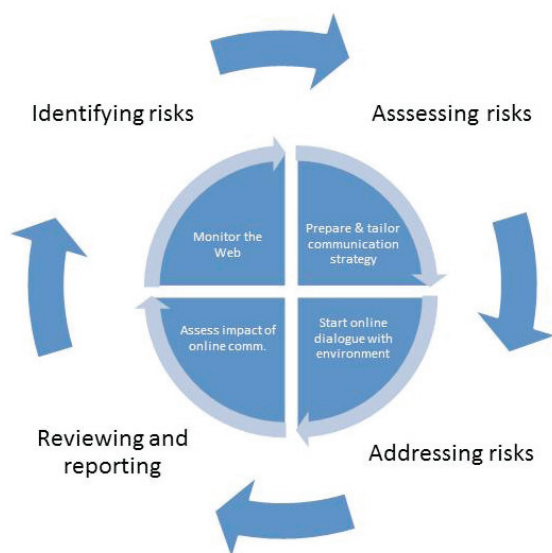 Identifying risks
Asssessing risks
Monitor the
Web
Prepare & tailor
communication
strategy
Assess impact of
online comm.
Start online
dialogue with
environment
Reviewing and
reporting
Addressing risks